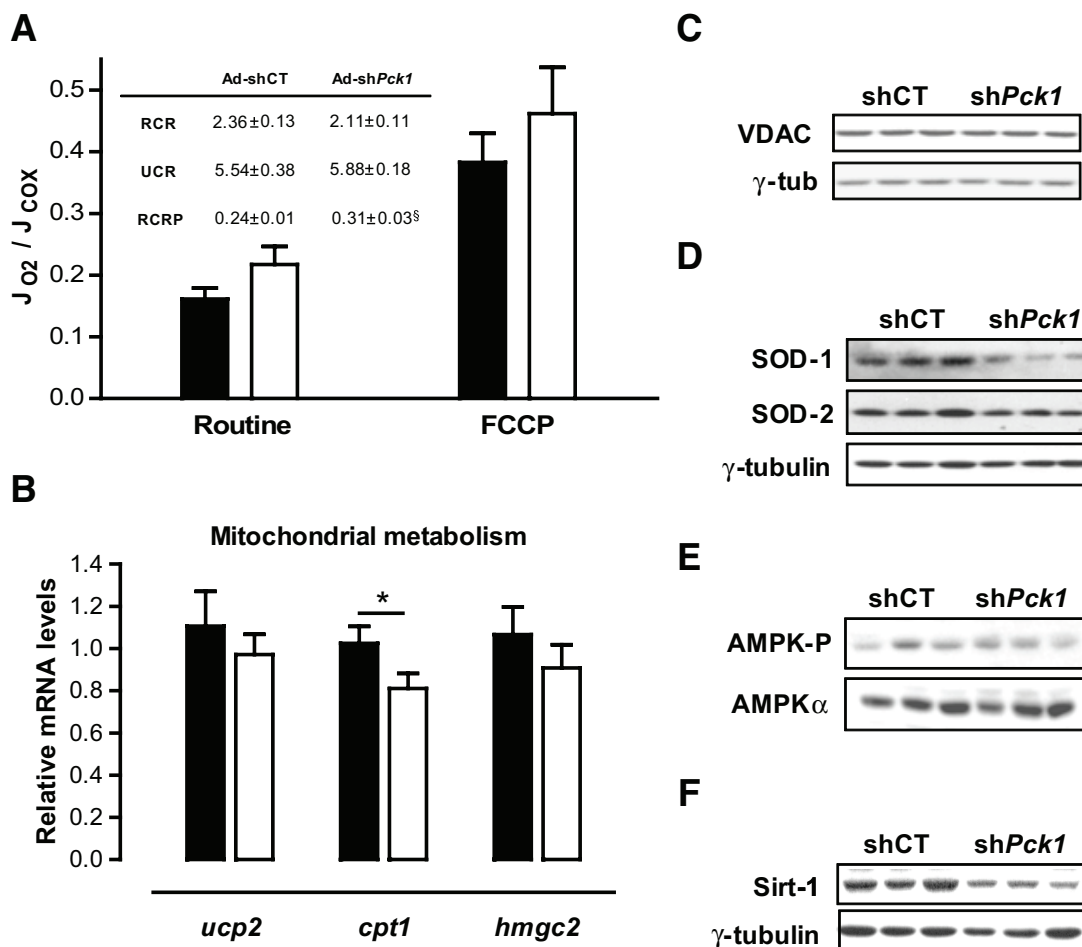 A
Ad-shCT Ad-shPck1
RCR 2.36±0.13 2.11±0.11
UCR 5.54±0.38 5.88±0.18
RCRP 0.24±0.01 0.31±0.03§
0.5
0.4
0.3
0.2
0.1
0.0
J O2 / J COX
Routine FCCP
B
Mitochondrial metabolism
1.4
1.2
1.0
0.8
0.6
0.4
0.2
0.0
Relative mRNA levels
*
ucp2 cpt1 hmgc2
C
shCT shPck1
VDAC
γ-tub
D
shCT shPck1
SOD-1
SOD-2
γ-tubulin
E
shCT shPck1
AMPK-P
AMPKα
F
shCT shPck1
Sirt-1
γ-tubulin